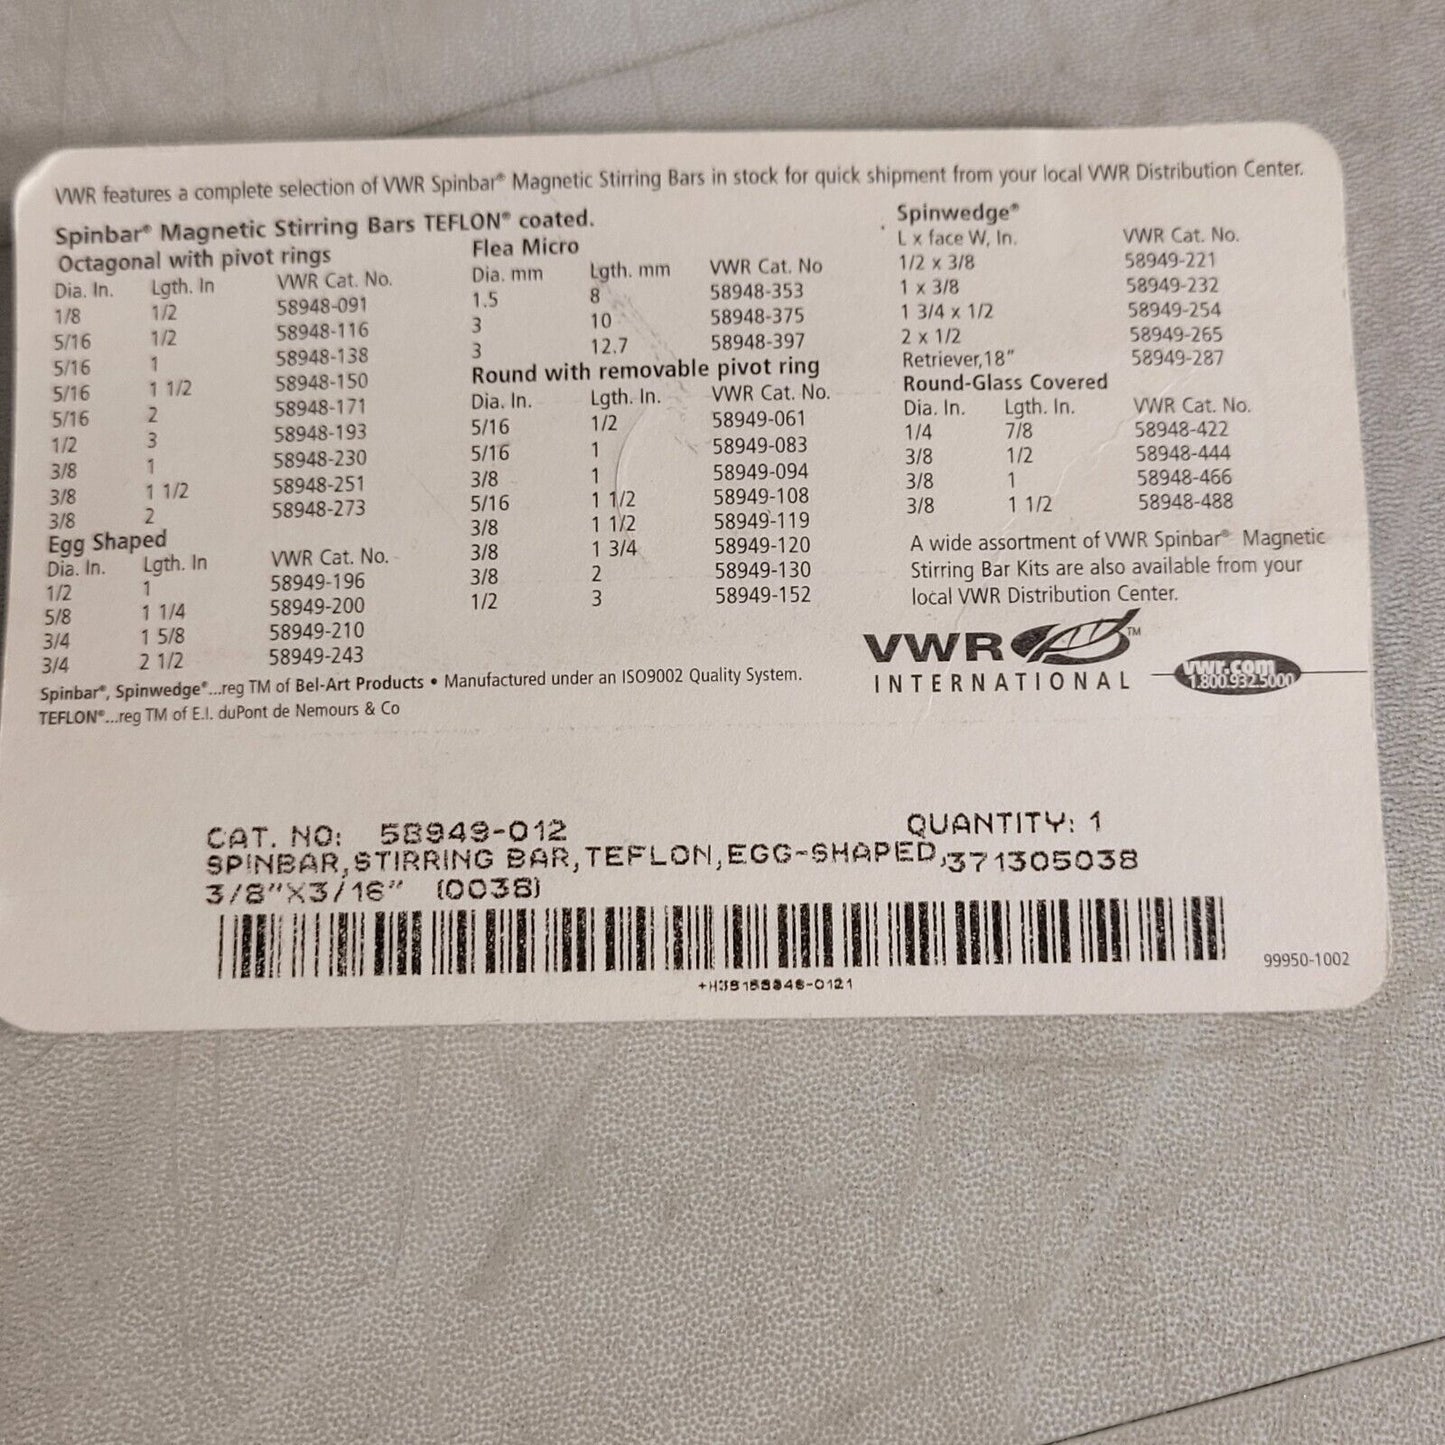 VWR features a complete selection of VWR Spinbar® Magnetic Stirring Bars in stock for quick shipment from your local VWR Distribution Center.
Spinbar® Magnetic Stirring Bars TEFLON® coated.
Octagonal with pivot rings
Dia. In. Lgth. In VWR Cat. No.
1/8 1/2 58948-091
5/16 1/2 58948-116
5/16 1 58948-138
5/16 1 1/2 58948-150
5/16 2 58948-171
1/2 3 58948-193
3/8 1 58948-230
3/8 1 1/2 58948-251
3/8 2 58948-273
Egg Shaped
Dia. In. Lgth. In VWR Cat. No.
1/2 1 58949-196
5/8 1 1/4 58949-200
3/4 1 5/8 58949-210
3/4 2 1/2 58949-243
Flea Micro
Dia. mm Lgth. mm VWR Cat. No
1.5 8 58948-353
3 10 58948-375
3 12.7 58948-397
Round with removable pivot ring
Dia. In. Lgth. In. VWR Cat. No.
5/16 1/2 58949-061
5/16 1 58949-083
3/8 1 58949-094
5/16 1 1/2 58949-108
3/8 1 1/2 58949-119
3/8 1 3/4 58949-120
3/8 2 58949-130
1/2 3 58949-152
Spinwedge®
L x face W, In. VWR Cat. No.
1/2 x 3/8 58949-221
1 x 3/8 58949-232
1 3/4 x 1/2 58949-254
2 x 1/2 58949-265
Retriever,18" 58949-287
Round-Glass Covered
Dia. In. Lgth. In. VWR Cat. No.
1/4 7/8 58948-422
3/8 1/2 58948-444
3/8 1 58948-466
3/8 1 1/2 58948-488
A wide assortment of VWR Spinbar® Magnetic
Stirring Bar Kits are also available from your
local VWR Distribution Center.
VWR™
INTERNATIONAL
vwr.com
1.800.932.5000
Spinbar®, Spinwedge®...reg TM of Bel-Art Products • Manufactured under an ISO9002 Quality System.
TEFLON®...reg TM of E.I. duPont de Nemours & Co
CAT. NO: 58949-012 QUANTITY: 1
SPINBAR,STIRRING BAR,TEFLON,EGG-SHAPED,371305038
3/8"X3/16" (0038)
99950-1002